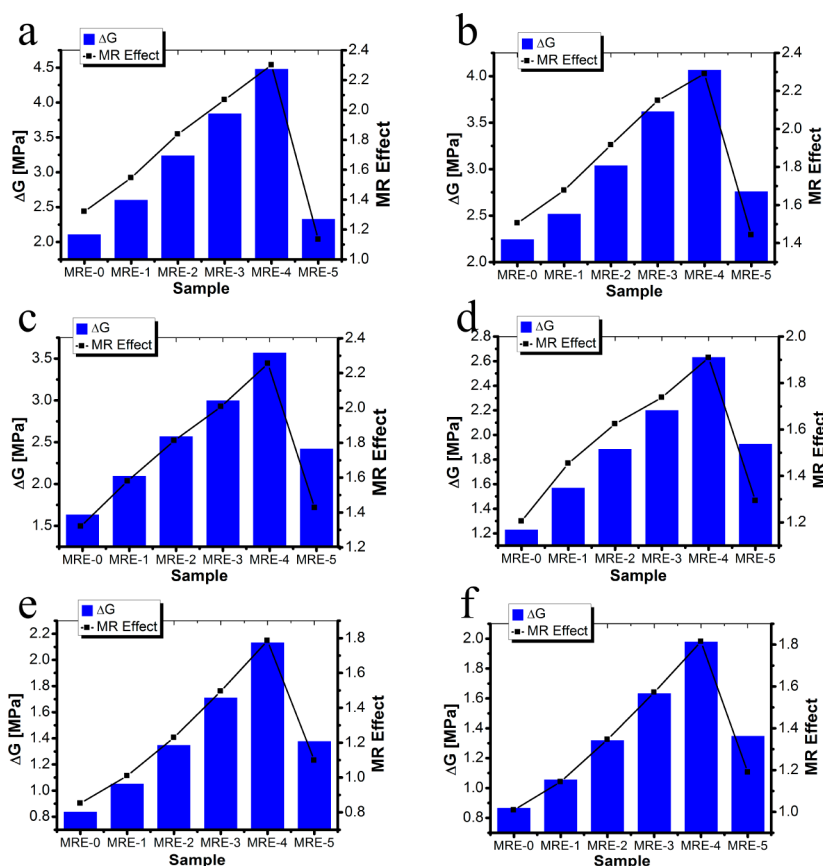 a
ΔG
MR Effect
4.5
4.0
3.5
3.0
2.5
2.0
ΔG [MPa]
2.4
2.2
2.0
1.8
1.6
1.4
1.2
1.0
MR Effect
MRE-0 MRE-1 MRE-2 MRE-3 MRE-4 MRE-5
Sample
b
ΔG
MR Effect
4.0
3.5
3.0
2.5
2.0
ΔG [MPa]
2.4
2.2
2.0
1.8
1.6
1.4
MR Effect
MRE-0 MRE-1 MRE-2 MRE-3 MRE-4 MRE-5
Sample
c
ΔG
MR Effect
3.5
3.0
2.5
2.0
1.5
ΔG [MPa]
2.4
2.2
2.0
1.8
1.6
1.4
1.2
MR Effect
MRE-0 MRE-1 MRE-2 MRE-3 MRE-4 MRE-5
Sample
d
ΔG
MR Effect
2.8
2.6
2.4
2.2
2.0
1.8
1.6
1.4
1.2
ΔG [MPa]
2.0
1.8
1.6
1.4
1.2
MR Effect
MRE-0 MRE-1 MRE-2 MRE-3 MRE-4 MRE-5
Sample
e
ΔG
MR Effect
2.2
2.0
1.8
1.6
1.4
1.2
1.0
0.8
ΔG [MPa]
1.8
1.6
1.4
1.2
1.0
0.8
MR Effect
MRE-0 MRE-1 MRE-2 MRE-3 MRE-4 MRE-5
Sample
f
ΔG
MR Effect
2.0
1.8
1.6
1.4
1.2
1.0
0.8
ΔG [MPa]
1.8
1.6
1.4
1.2
1.0
MR Effect
MRE-0 MRE-1 MRE-2 MRE-3 MRE-4 MRE-5
Sample